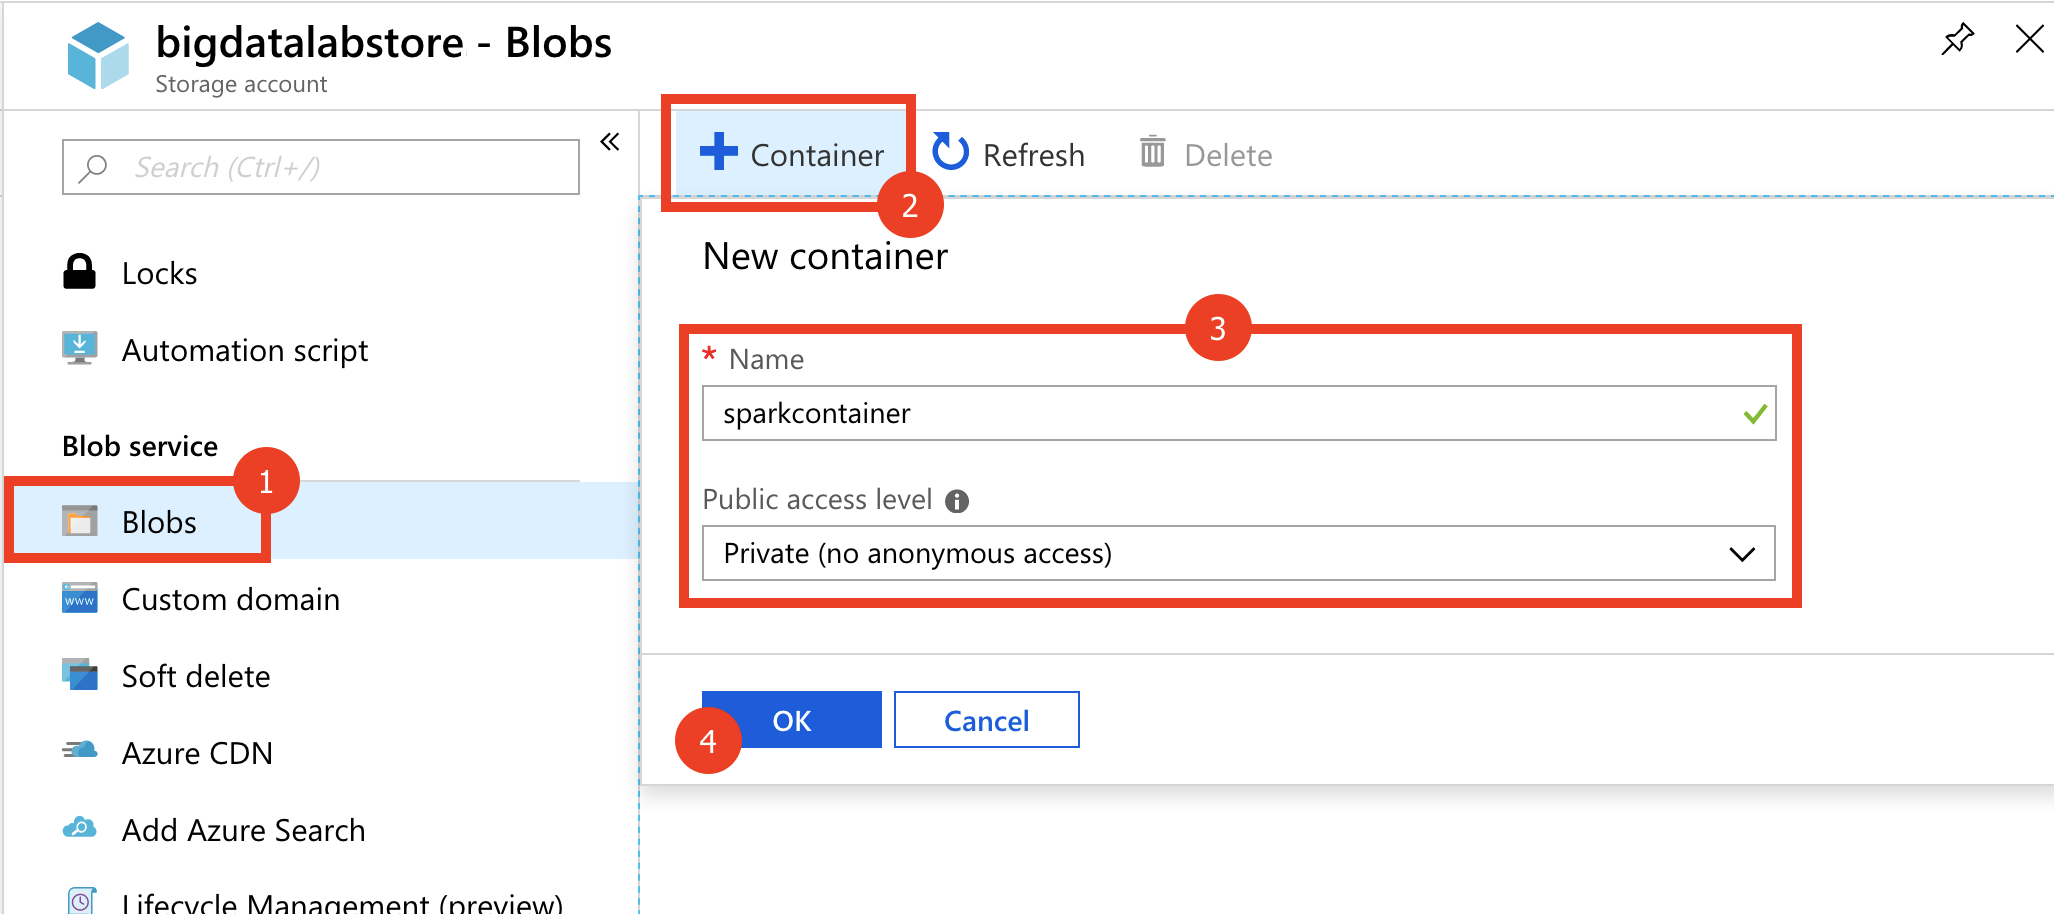 bigdatalabstore - Blobs
Storage account
Search (Ctrl+/)
Locks
Automation script
Blob service
1
Blobs
www
Custom domain
Soft delete
Azure CDN
Add Azure Search
Lifecycle Management (preview)
Container
Refresh
Delete
2
New container
3
* Name
sparkcontainer
Public access level
Private (no anonymous access)
OK
Cancel
4